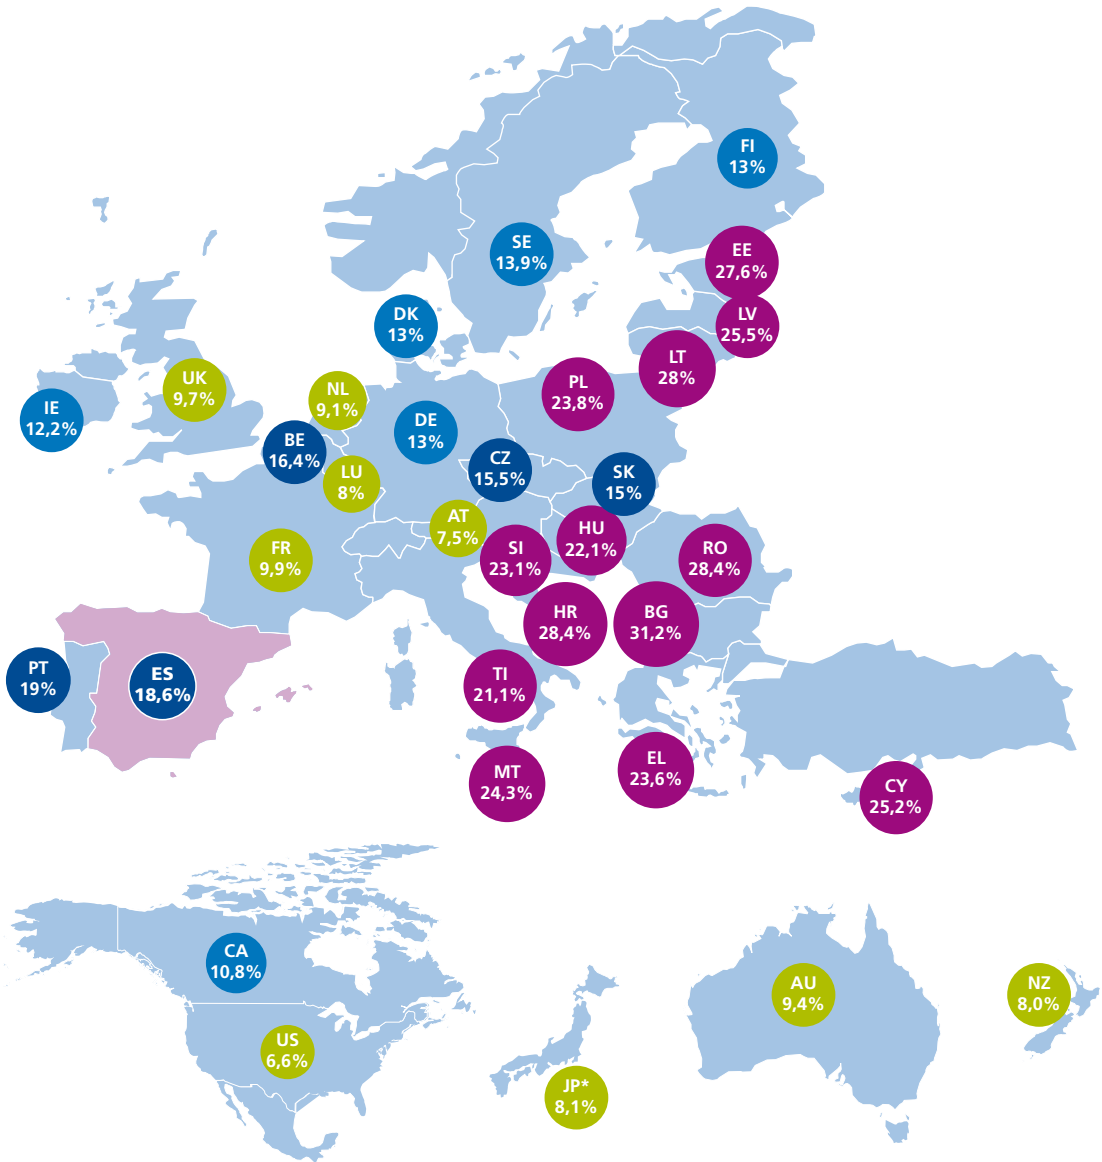 FI
13%
SE
13,9%
EE
27,6%
DK
13%
LV
25,5%
LT
28%
UK
9,7%
NL
9,1%
PL
23,8%
IE
12,2%
DE
13%
BE
16,4%
CZ
15,5%
LU
8%
SK
15%
AT
7,5%
HU
22,1%
FR
9,9%
SI
23,1%
RO
28,4%
HR
28,4%
BG
31,2%
PT
19%
ES
18,6%
TI
21,1%
MT
24,3%
EL
23,6%
CY
25,2%
CA
10,8%
AU
9,4%
NZ
8,0%
US
6,6%
JP*
8,1%